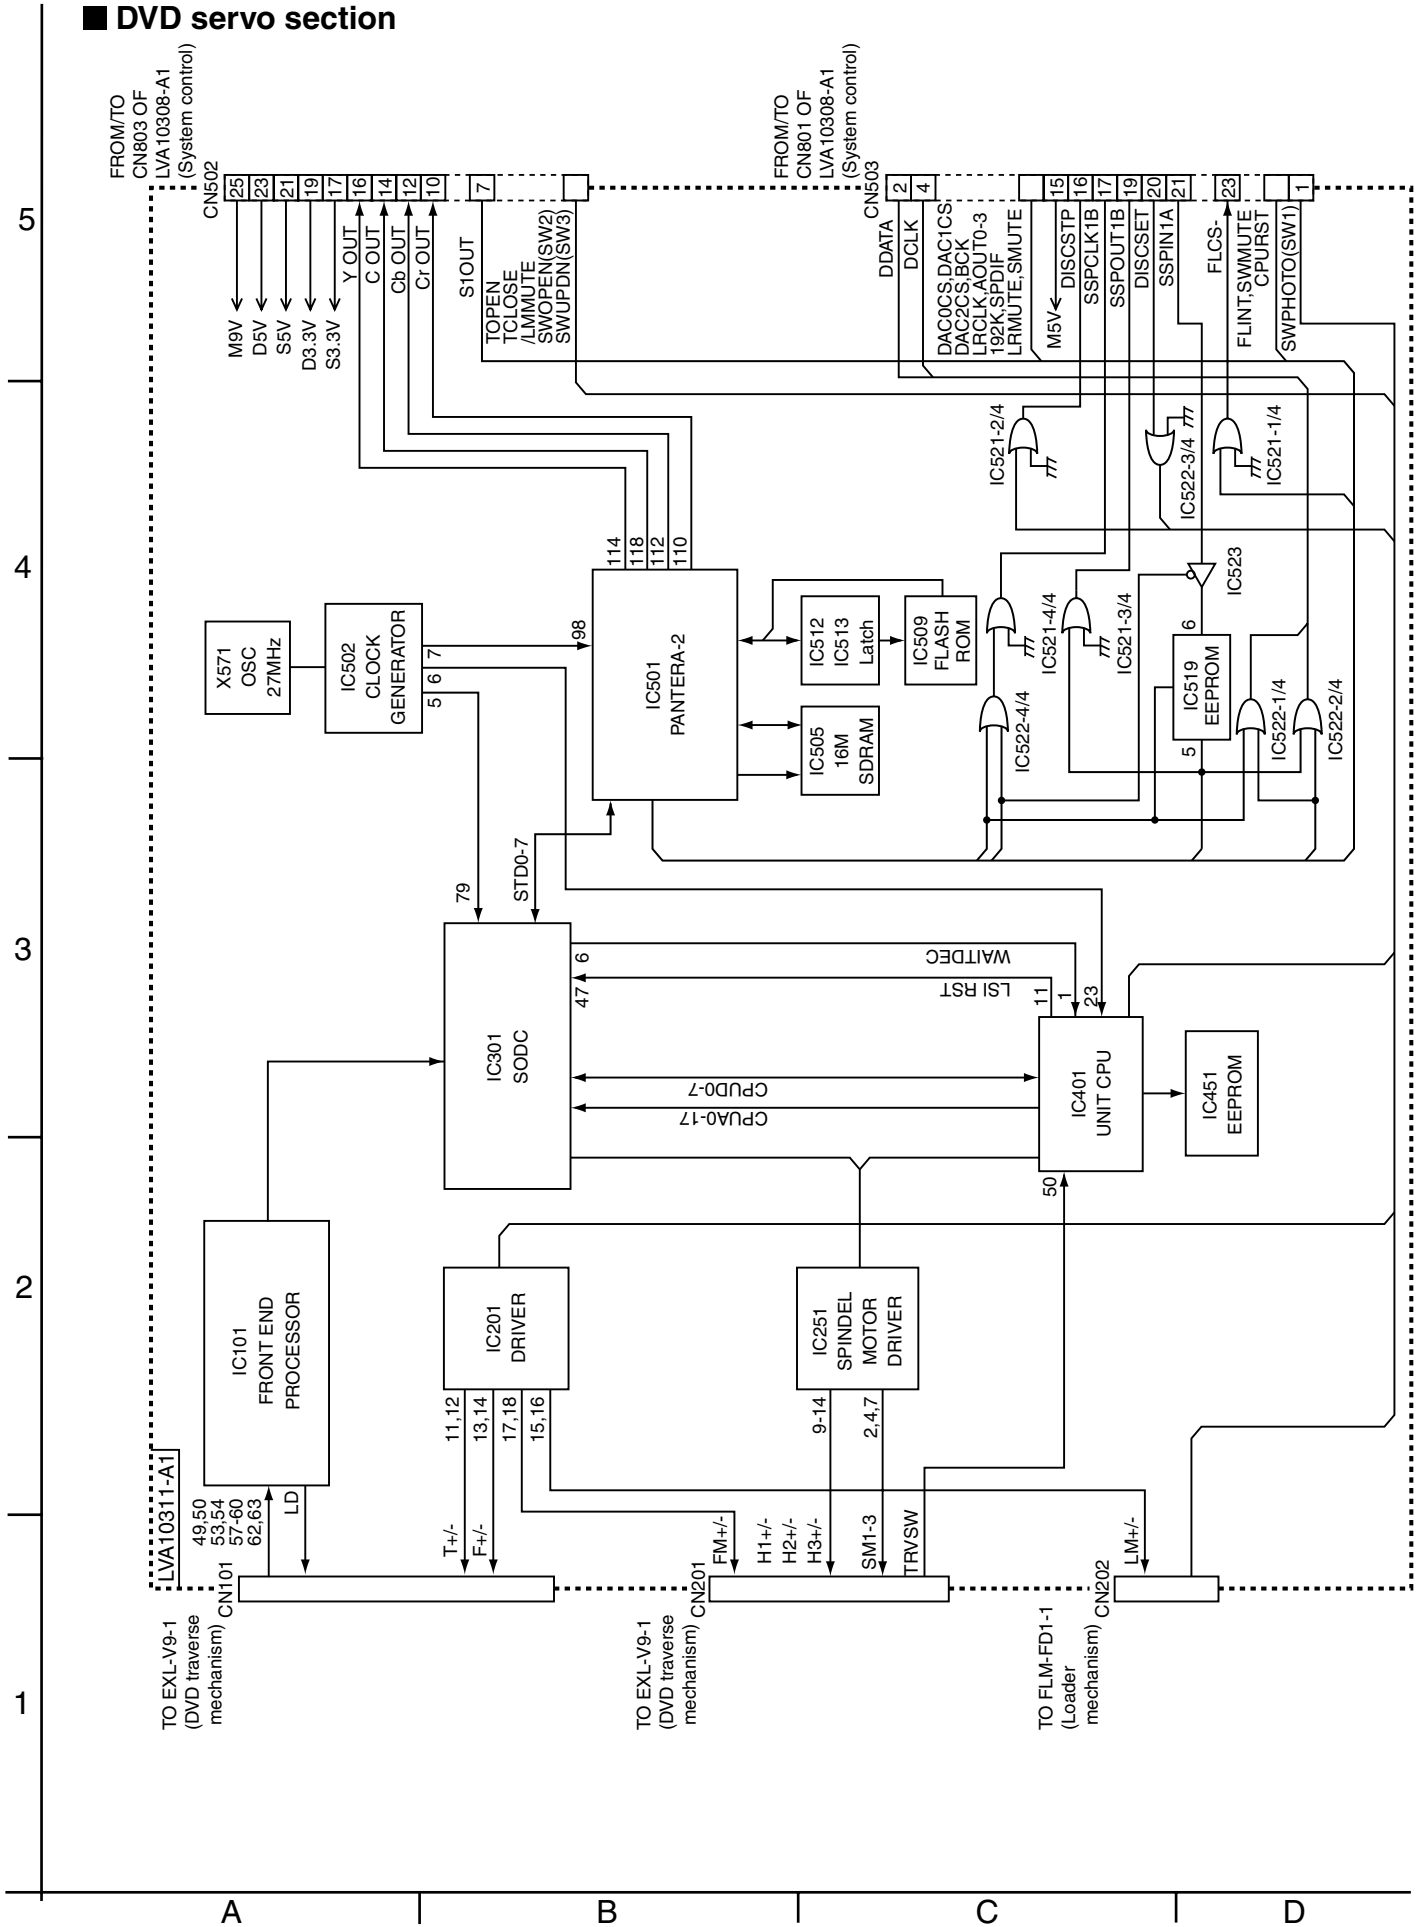 ■ DVD servo section
5
4
3
2
1
A
B
C
D
FROM/TO
CN803 OF
LVA10308-A1
(System control)
CN502
25
23
21
19
17
16
14
12
10
7
M9V
D5V
S5V
D3.3V
S3.3V
Y OUT
C OUT
Cb OUT
Cr OUT
S1OUT
TOPEN
TCLOSE
/LMMUTE
SWOPEN(SW2)
SWUPDN(SW3)
FROM/TO
CN801 OF
LVA10308-A1
(System control)
CN503
2
4
15
16
17
19
20
21
23
1
DDATA
DCLK
DAC0CS,DAC1CS
DAC2CS,BCK
LRCLK,AOUT0-3
192K,SPDIF
LRMUTE,SMUTE
M5V
DISCSTP
SSPCLK1B
SSPOUT1B
DISCSET
SSPIN1A
FLCS-
FLINT,SWMUTE
CPURST
SWPHOTO(SW1)
IC521-2/4
IC522-3/4
IC521-1/4
114
118
112
110
X571
OSC
27MHz
IC502
CLOCK
GENERATOR
7
6
5
98
IC501
PANTERA-2
IC512
IC513
Latch
IC509
FLASH
ROM
IC505
16M
SDRAM
IC521-4/4
IC521-3/4
IC523
IC522-4/4
6
IC519
EEPROM
5
IC522-1/4
IC522-2/4
79
STD0-7
IC301
SODC
6
47
WAITDEC
LSI RST
11
1
23
CPUD0-7
CPUA0-17
IC401
UNIT CPU
50
IC451
EEPROM
IC101
FRONT END
PROCESSOR
IC201
DRIVER
IC251
SPINDEL
MOTOR
DRIVER
LVA10311-A1
49,50
53,54
57-60
62,63
LD
11,12
13,14
17,18
15,16
9-14
2,4,7
T+/-
F+/-
FM+/-
H1+/-
H2+/-
H3+/-
SM1-3
TRVSW
LM+/-
CN101
TO EXL-V9-1
(DVD traverse
mechanism)
CN201
TO EXL-V9-1
(DVD traverse
mechanism)
CN202
TO FLM-FD1-1
(Loader
mechanism)